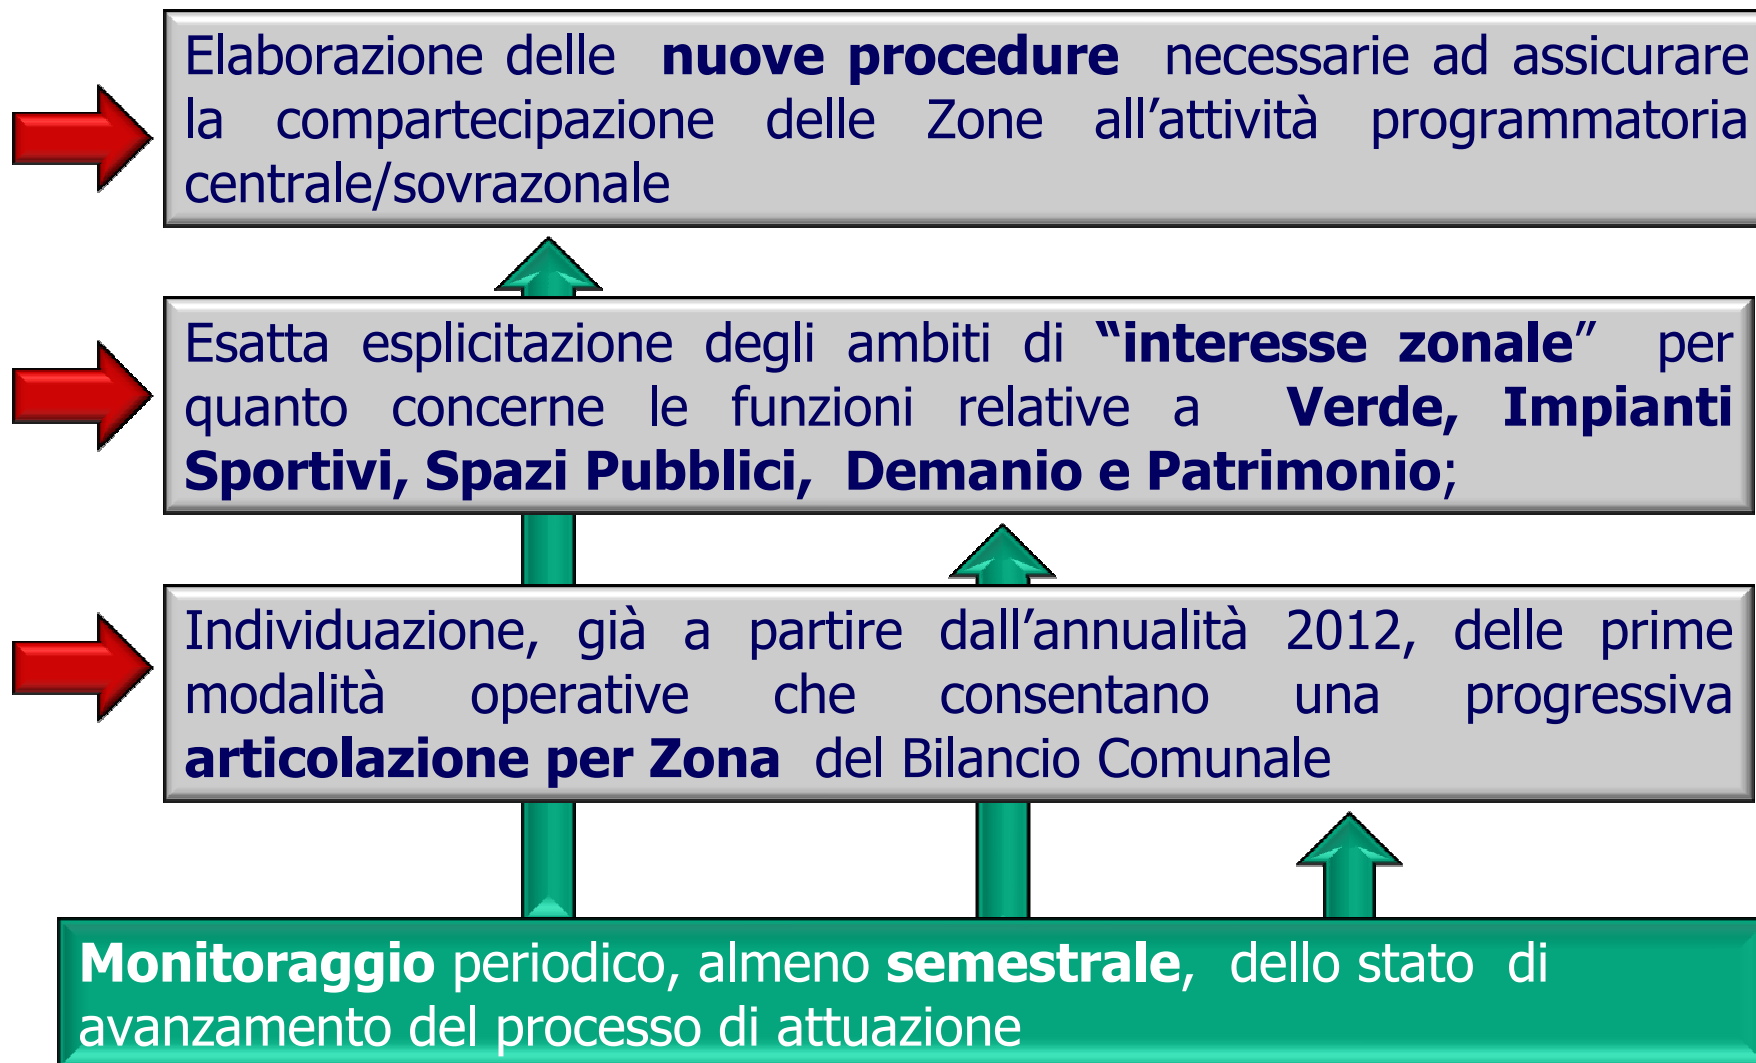 Elaborazione delle nuove procedure necessarie ad assicurare
la compartecipazione delle Zone all’attività programmatoria
centrale/sovrazonale
Esatta esplicitazione degli ambiti di “interesse zonale” per
quanto concerne le funzioni relative a Verde, Impianti
Sportivi, Spazi Pubblici, Demanio e Patrimonio;
Individuazione, già a partire dall’annualità 2012, delle prime
modalità operative che consentano una progressiva
articolazione per Zona del Bilancio Comunale
Monitoraggio periodico, almeno semestrale, dello stato di
avanzamento del processo di attuazione